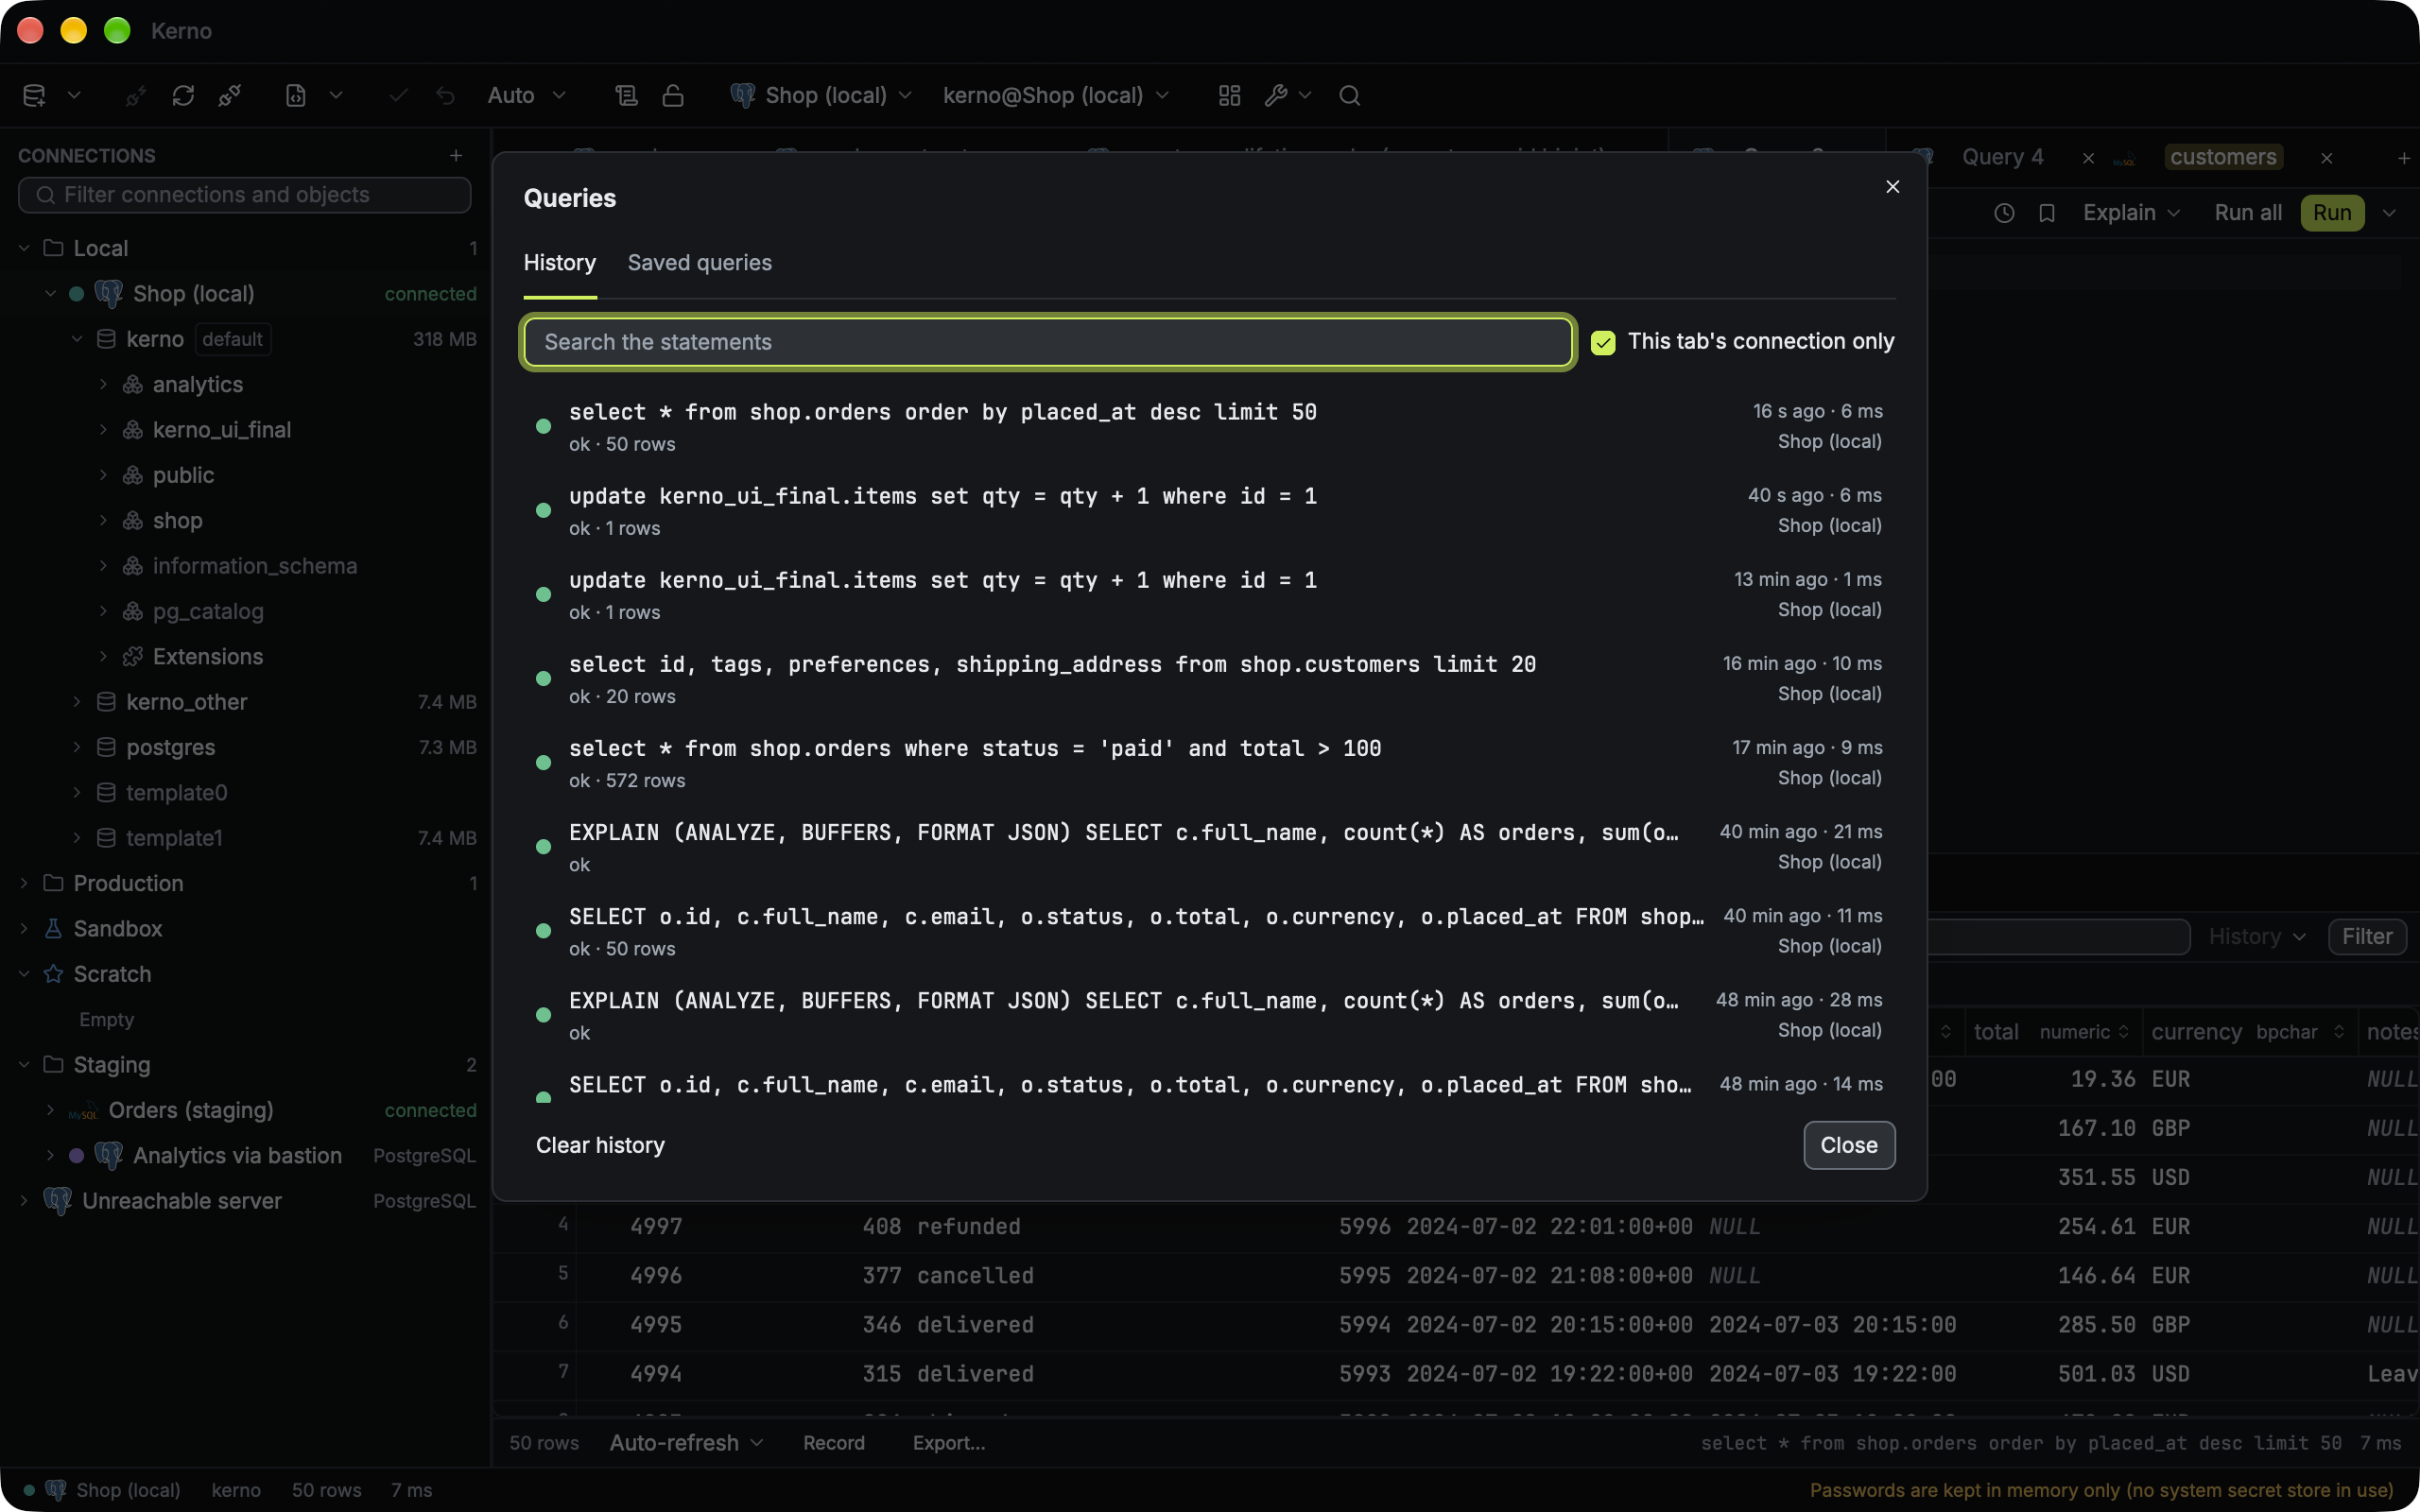 Kerno
Auto
Shop (local)
kerno@Shop (local)
CONNECTIONS
Filter connections and objects
Local 1
Shop (local) connected
kerno default 318 MB
analytics
kerno_ui_final
public
shop
information_schema
pg_catalog
Extensions
kerno_other 7.4 MB
postgres 7.3 MB
template0
template1 7.4 MB
Production 1
Sandbox
Scratch
Empty
Staging 2
MySQL Orders (staging) connected
Analytics via bastion PostgreSQL
Unreachable server PostgreSQL
Query 4
MySQL customers
Explain Run all Run
Queries
History Saved queries
Search the statements
This tab's connection only
select * from shop.orders order by placed_at desc limit 50 16 s ago · 6 ms
ok · 50 rows Shop (local)
update kerno_ui_final.items set qty = qty + 1 where id = 1 40 s ago · 6 ms
ok · 1 rows Shop (local)
update kerno_ui_final.items set qty = qty + 1 where id = 1 13 min ago · 1 ms
ok · 1 rows Shop (local)
select id, tags, preferences, shipping_address from shop.customers limit 20 16 min ago · 10 ms
ok · 20 rows Shop (local)
select * from shop.orders where status = 'paid' and total > 100 17 min ago · 9 ms
ok · 572 rows Shop (local)
EXPLAIN (ANALYZE, BUFFERS, FORMAT JSON) SELECT c.full_name, count(*) AS orders, sum(o… 40 min ago · 21 ms
ok Shop (local)
SELECT o.id, c.full_name, c.email, o.status, o.total, o.currency, o.placed_at FROM shop… 40 min ago · 11 ms
ok · 50 rows Shop (local)
EXPLAIN (ANALYZE, BUFFERS, FORMAT JSON) SELECT c.full_name, count(*) AS orders, sum(o… 48 min ago · 28 ms
ok Shop (local)
SELECT o.id, c.full_name, c.email, o.status, o.total, o.currency, o.placed_at FROM sho… 48 min ago · 14 ms
Clear history Close
History Filter
total numeric currency bpchar notes
00 19.36 EUR NULL
167.10 GBP NULL
351.55 USD NULL
4 4997 408 refunded 5996 2024-07-02 22:01:00+00 NULL 254.61 EUR NULL
5 4996 377 cancelled 5995 2024-07-02 21:08:00+00 NULL 146.64 EUR NULL
6 4995 346 delivered 5994 2024-07-02 20:15:00+00 2024-07-03 20:15:00 285.50 GBP NULL
7 4994 315 delivered 5993 2024-07-02 19:22:00+00 2024-07-03 19:22:00 501.03 USD Leav
50 rows Auto-refresh Record Export... select * from shop.orders order by placed_at desc limit 50 7 ms
Shop (local) kerno 50 rows 7 ms Passwords are kept in memory only (no system secret store in use)